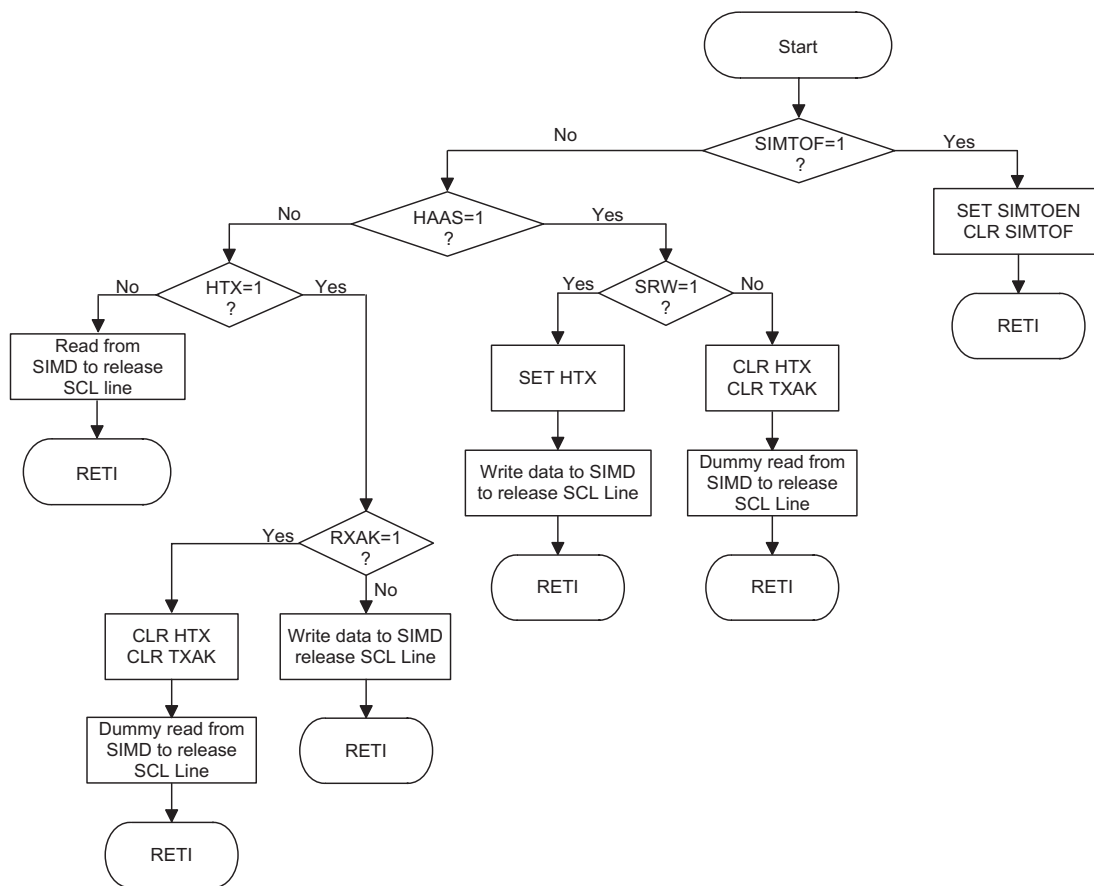 Start
SIMTOF=1
?
No
Yes
SET SIMTOEN
CLR SIMTOF
RETI
HAAS=1
?
No
Yes
HTX=1
?
No
Yes
SRW=1
?
Yes
No
Read from
SIMD to release
SCL line
RETI
SET HTX
CLR HTX
CLR TXAK
Write data to SIMD
to release SCL Line
Dummy read from
SIMD to release
SCL Line
RETI
RETI
RXAK=1
?
Yes
No
CLR HTX
CLR TXAK
Write data to SIMD
release SCL Line
Dummy read from
SIMD to release
SCL Line
RETI
RETI